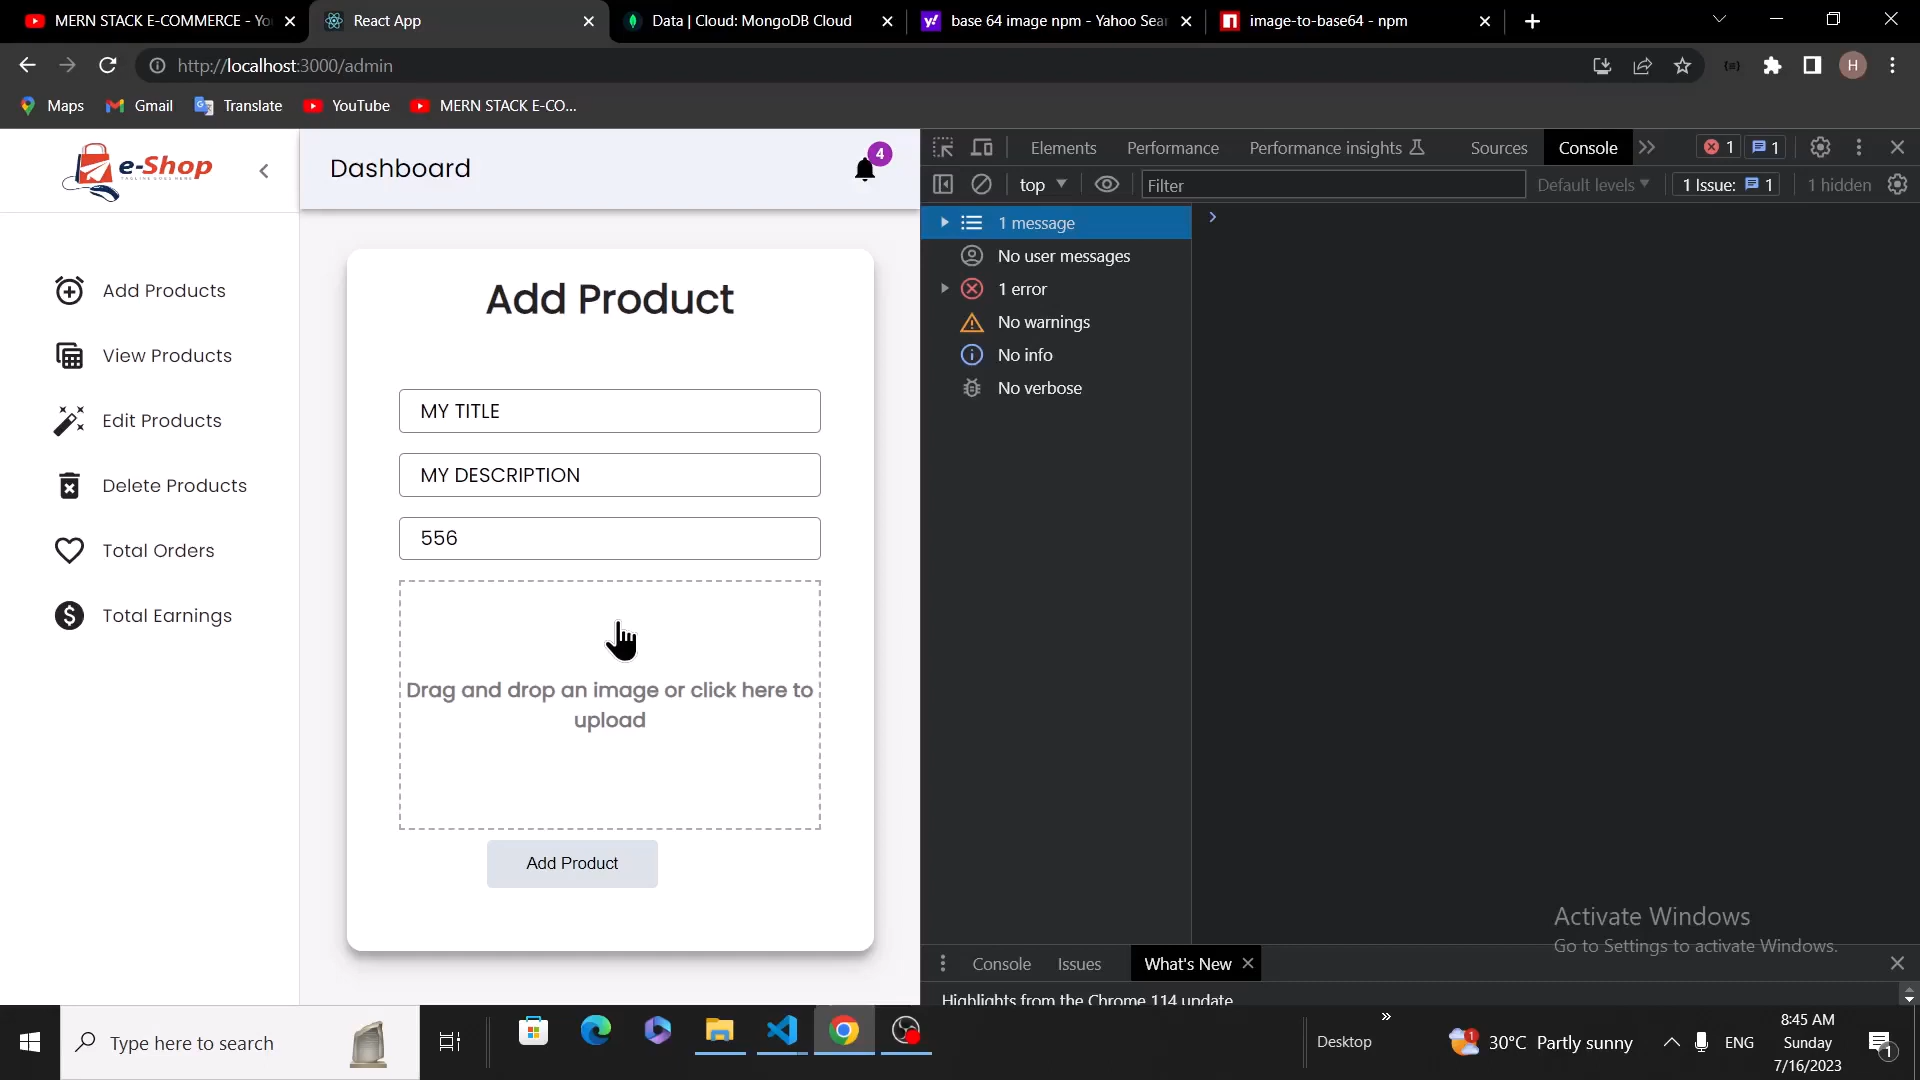 MERN STACK E-COMMERCE - Yo
React App
Data | Cloud: MongoDB Cloud
base 64 image npm - Yahoo Sear
image-to-base64 - npm
http://localhost:3000/admin
H
Maps
Gmail
Translate
YouTube
MERN STACK E-CO...
e-Shop
Dashboard
4
Add Products
View Products
Edit Products
Delete Products
Total Orders
Total Earnings
Add Product
MY TITLE
MY DESCRIPTION
556
Drag and drop an image or click here to
upload
Add Product
Elements
Performance
Performance insights
Sources
Console
1
1
top
Filter
Default levels
1 Issue: 1
1 hidden
1 message
No user messages
1 error
No warnings
No info
No verbose
Activate Windows
Go to Settings to activate Windows.
Console
Issues
What's New
Highlights from the Chrome 114 update
Type here to search
Desktop
1
30°C Partly sunny
ENG
8:45 AM
Sunday
7/16/2023
1